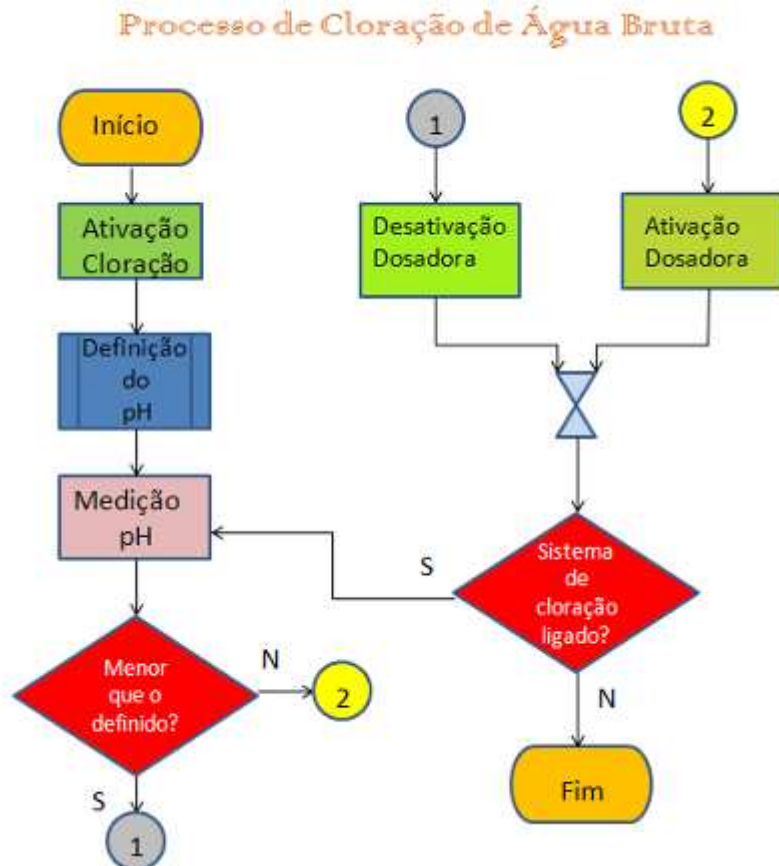 Processo de Cloração de Água Bruta
Início
Ativação
Cloração
Definição
do
pH
Medição
pH
Menor
que o
definido?
N
2
S
1
1
Desativação
Dosadora
2
Ativação
Dosadora
Sistema
de
cloração
ligado?
S
N
Fim